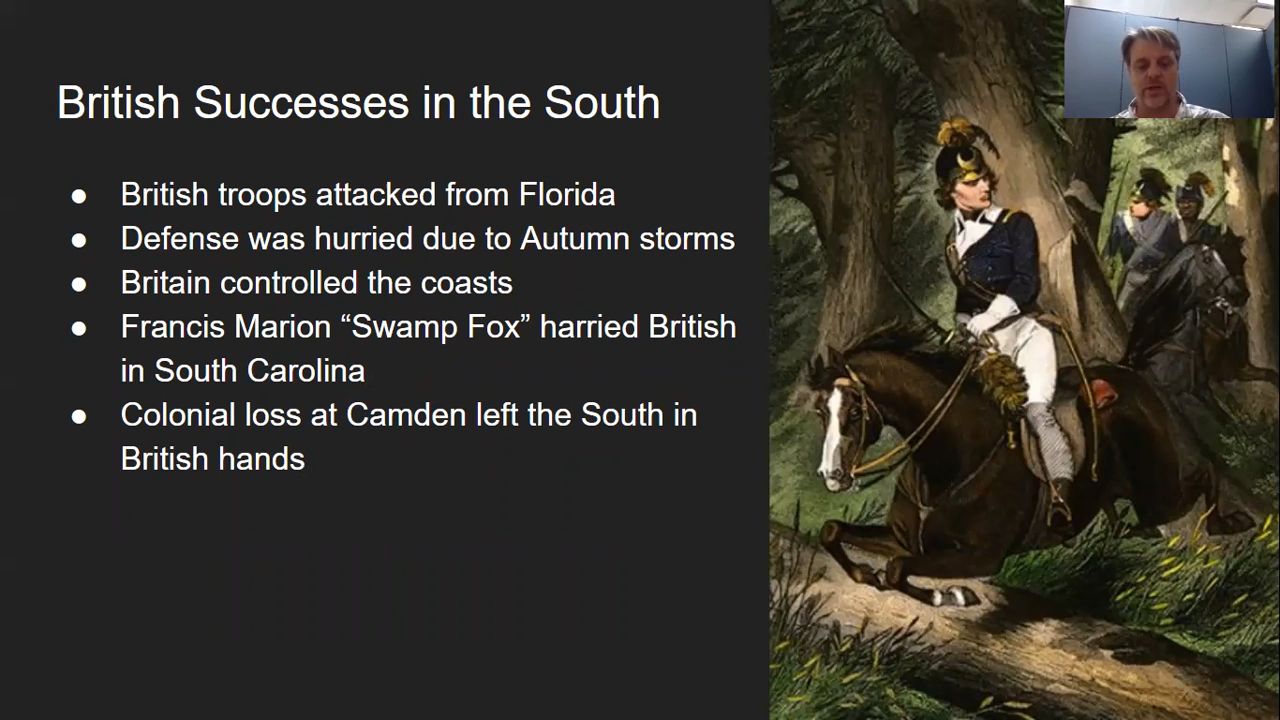 British Successes in the South
● British troops attacked from Florida
● Defense was hurried due to Autumn storms
● Britain controlled the coasts
● Francis Marion “Swamp Fox” harried British
in South Carolina
● Colonial loss at Camden left the South in
British hands